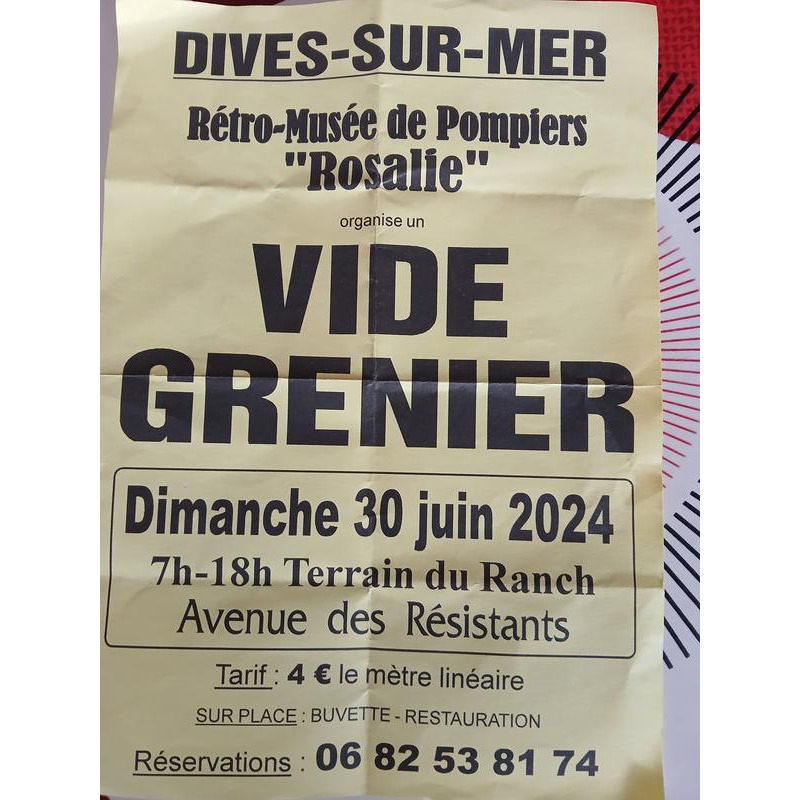 DIVES-SUR-MER
Rétro-Musée de Pompiers
"Rosalie"
organise un
VIDE
GRENIER
Dimanche 30 juin 2024
7h-18h Terrain du Ranch
Avenue des Résistants
Tarif : 4 € le mètre linéaire
SUR PLACE : BUVETTE - RESTAURATION
Réservations : 06 82 53 81 74